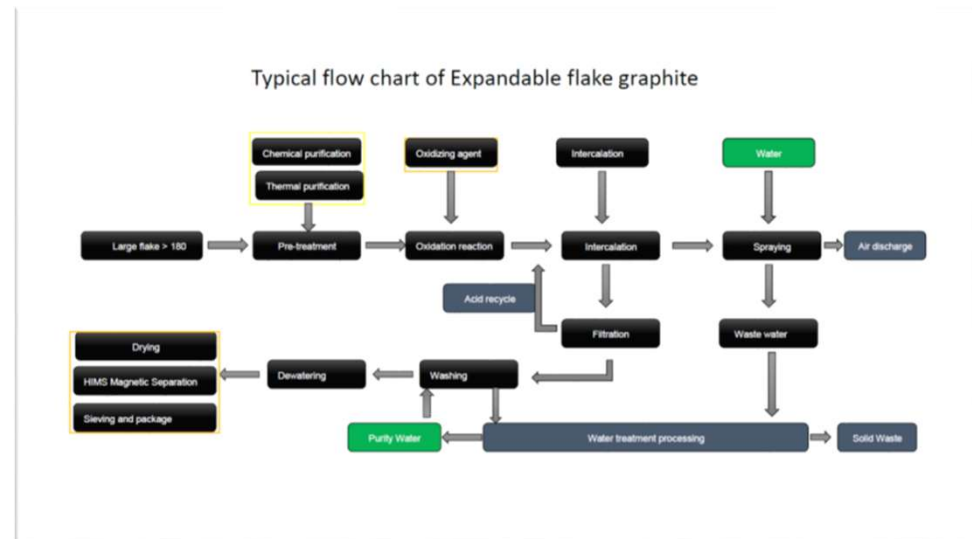 Typical flow chart of Expandable flake graphite
Chemical purification
Thermal purification
Oxidizing agent
Intercalation
Water
Large flake > 180
Pre-treatment
Oxidation reaction
Intercalation
Spraying
Air discharge
Acid recycle
Filtration
Waste water
Drying
HIMS Magnetic Separation
Sieving and package
Dewatering
Washing
Purity Water
Water treatment processing
Solid Waste